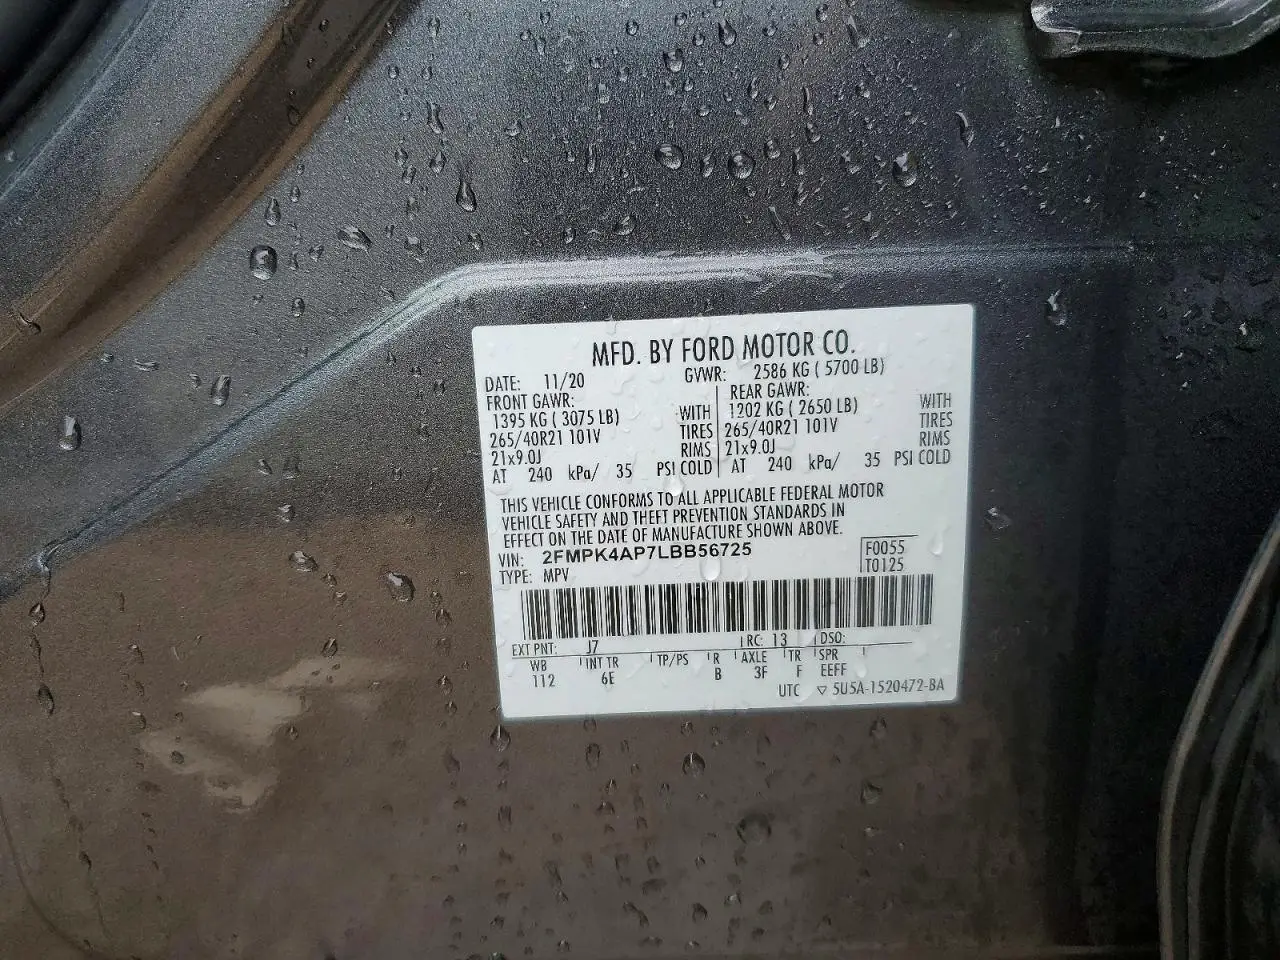 MFD. BY FORD MOTOR CO.
DATE: 11/20 GVWR: 2586 KG ( 5700 LB)
FRONT GAWR: REAR GAWR:
1395 KG ( 3075 LB) WITH 1202 KG ( 2650 LB) WITH
265/40R21 101V TIRES 265/40R21 101V TIRES
21x9.0J RIMS 21x9.0J RIMS
AT 240 kPa/ 35 PSI COLD AT 240 kPa/ 35 PSI COLD
THIS VEHICLE CONFORMS TO ALL APPLICABLE FEDERAL MOTOR
VEHICLE SAFETY AND THEFT PREVENTION STANDARDS IN
EFFECT ON THE DATE OF MANUFACTURE SHOWN ABOVE.
VIN: 2FMPK4AP7LBB56725 F0055
TYPE: MPV T0125
EXT PNT: J7 RC: 13 DSO:
WB INT TR TP/PS R AXLE TR SPR
112 6E B 3F F EEFF
UTC ▽ 5U5A-1520472-BA